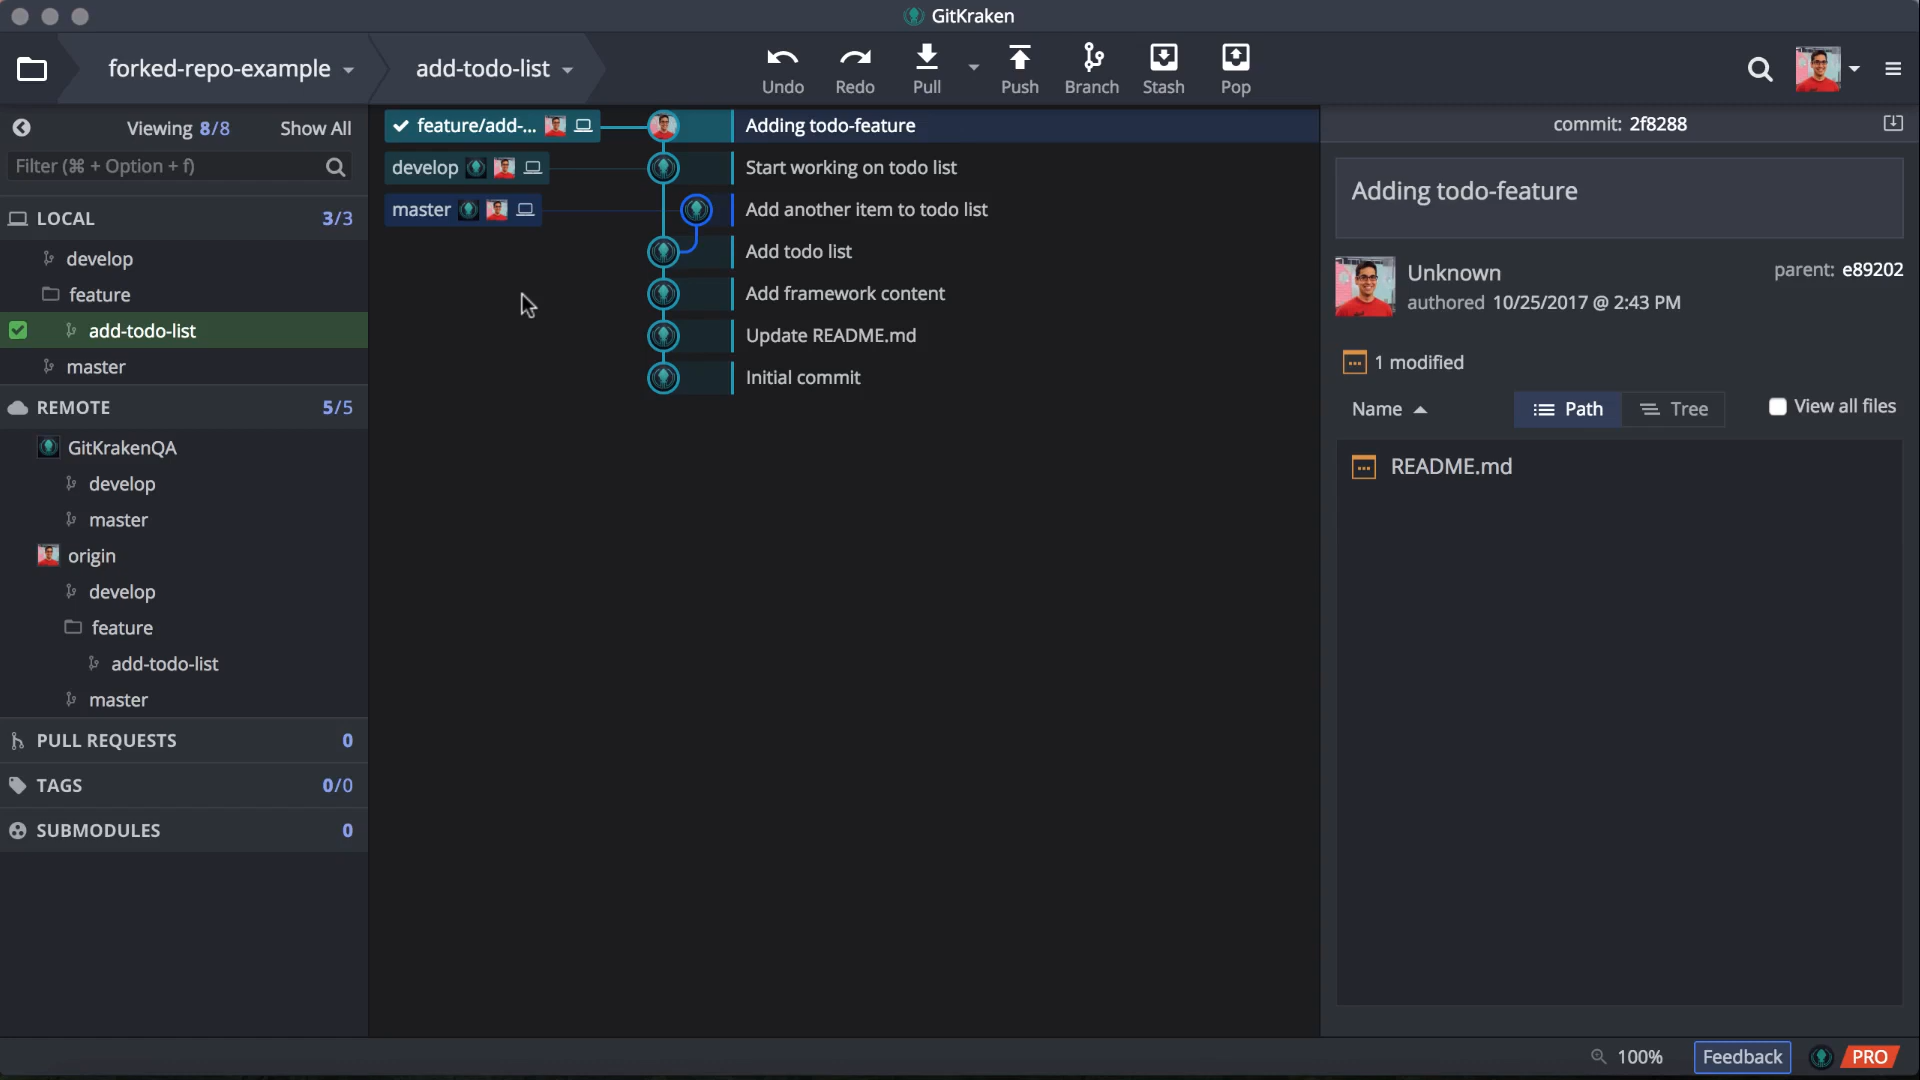 GitKraken
forked-repo-example
add-todo-list
Undo
Redo
Pull
Push
Branch
Stash
Pop
Viewing 8/8
Show All
Filter (⌘ + Option + f)
LOCAL 3/3
develop
feature
add-todo-list
master
REMOTE 5/5
GitKrakenQA
develop
master
origin
develop
feature
add-todo-list
master
PULL REQUESTS 0
TAGS 0/0
SUBMODULES 0
feature/add-... Adding todo-feature
develop Start working on todo list
master Add another item to todo list
Add todo list
Add framework content
Update README.md
Initial commit
commit: 2f8288
Adding todo-feature
Unknown
parent: e89202
authored 10/25/2017 @ 2:43 PM
1 modified
Name
Path
Tree
View all files
README.md
100%
Feedback
PRO